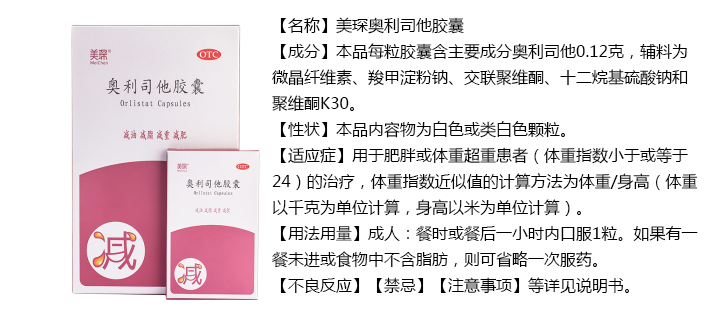 美琛®
MeiChen
OTC
奥利司他胶囊
Orlistat Capsules
减油 减脂 减重 减肥
减
美琛
OTC
奥利司他胶囊
Orlistat Capsules
减油 减脂 减重 减肥
减
【名称】美琛奥利司他胶囊
【成分】本品每粒胶囊含主要成分奥利司他0.12克，辅料为
微晶纤维素、羧甲淀粉钠、交联聚维酮、十二烷基硫酸钠和
聚维酮K30。
【性状】本品内容物为白色或类白色颗粒。
【适应症】用于肥胖或体重超重患者（体重指数小于或等于
24）的治疗，体重指数近似值的计算方法为体重/身高（体重
以千克为单位计算，身高以米为单位计算）。
【用法用量】成人：餐时或餐后一小时内口服1粒。如果有一
餐未进或食物中不含脂肪，则可省略一次服药。
【不良反应】【禁忌】【注意事项】等详见说明书。